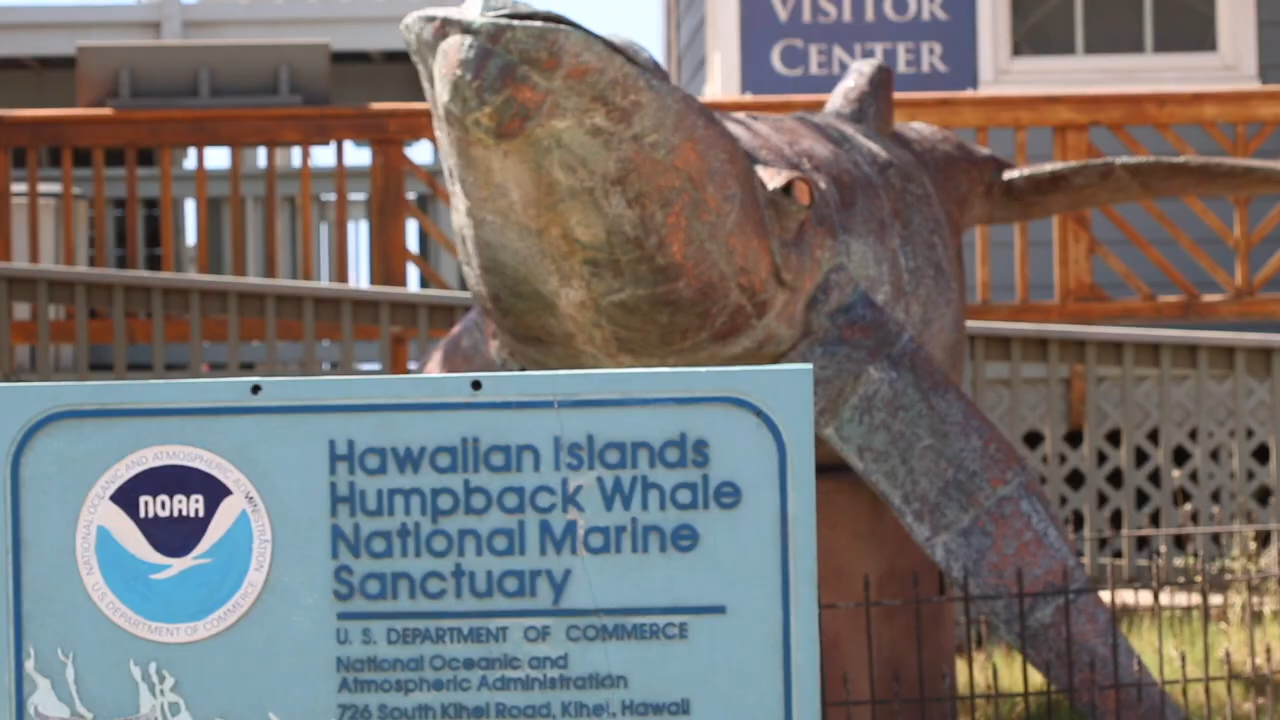 VISITOR
CENTER
NATIONAL OCEANIC AND ATMOSPHERIC ADMINISTRATION
NOAA
U.S. DEPARTMENT OF COMMERCE
Hawaiian Islands
Humpback Whale
National Marine
Sanctuary
U. S. DEPARTMENT OF COMMERCE
National Oceanic and
Atmospheric Administration
726 South Kihei Road, Kihei, Hawaii